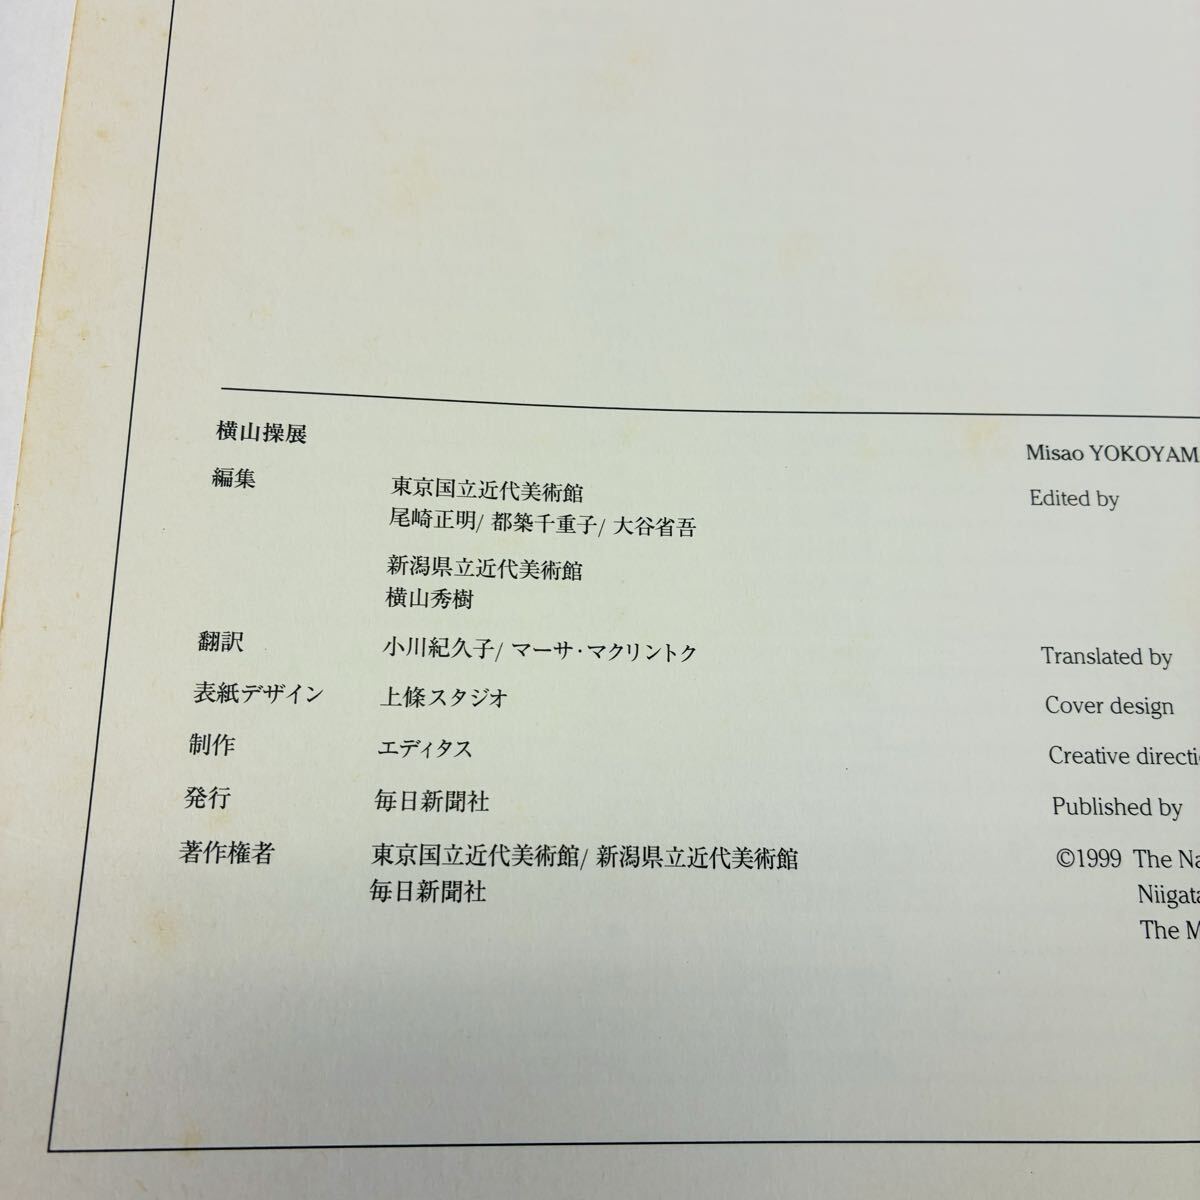 横山操展
編集
東京国立近代美術館
尾崎正明/ 都築千重子/ 大谷省吾
新潟県立近代美術館
横山秀樹
翻訳 小川紀久子/ マーサ・マクリントク
表紙デザイン 上條スタジオ
制作 エディタス
発行 毎日新聞社
著作権者 東京国立近代美術館/ 新潟県立近代美術館
毎日新聞社
Misao YOKOYAM
Edited by
Translated by
Cover design
Creative directi
Published by
©1999 The Na
Niigata
The M